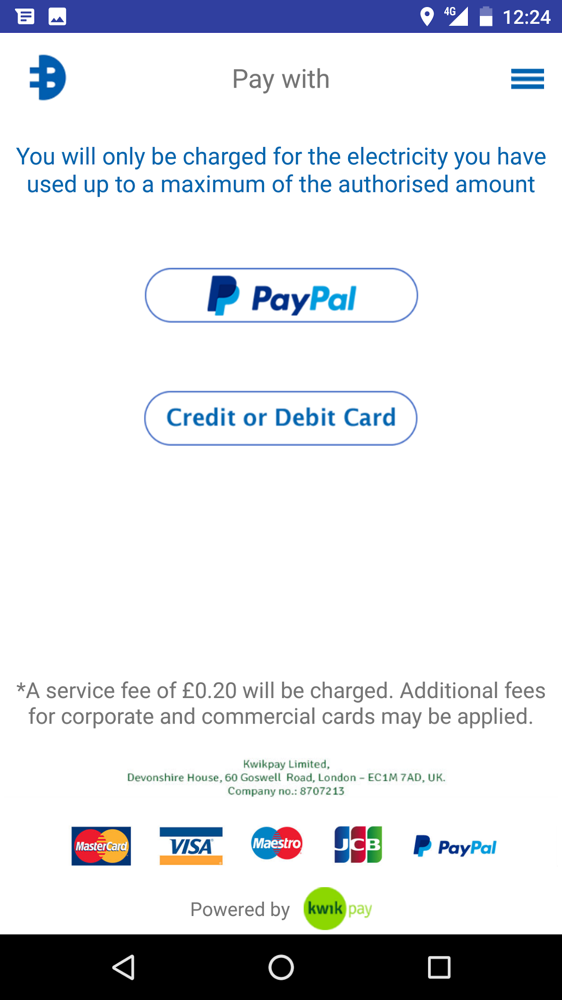 4G 12:24
B
Pay with
You will only be charged for the electricity you have
used up to a maximum of the authorised amount
PayPal
Credit or Debit Card
*A service fee of £0.20 will be charged. Additional fees
for corporate and commercial cards may be applied.
Kwikpay Limited,
Devonshire House, 60 Goswell Road, London – EC1M 7AD, UK.
Company no.: 8707213
MasterCard VISA Maestro JCB PayPal
Powered by kwik pay